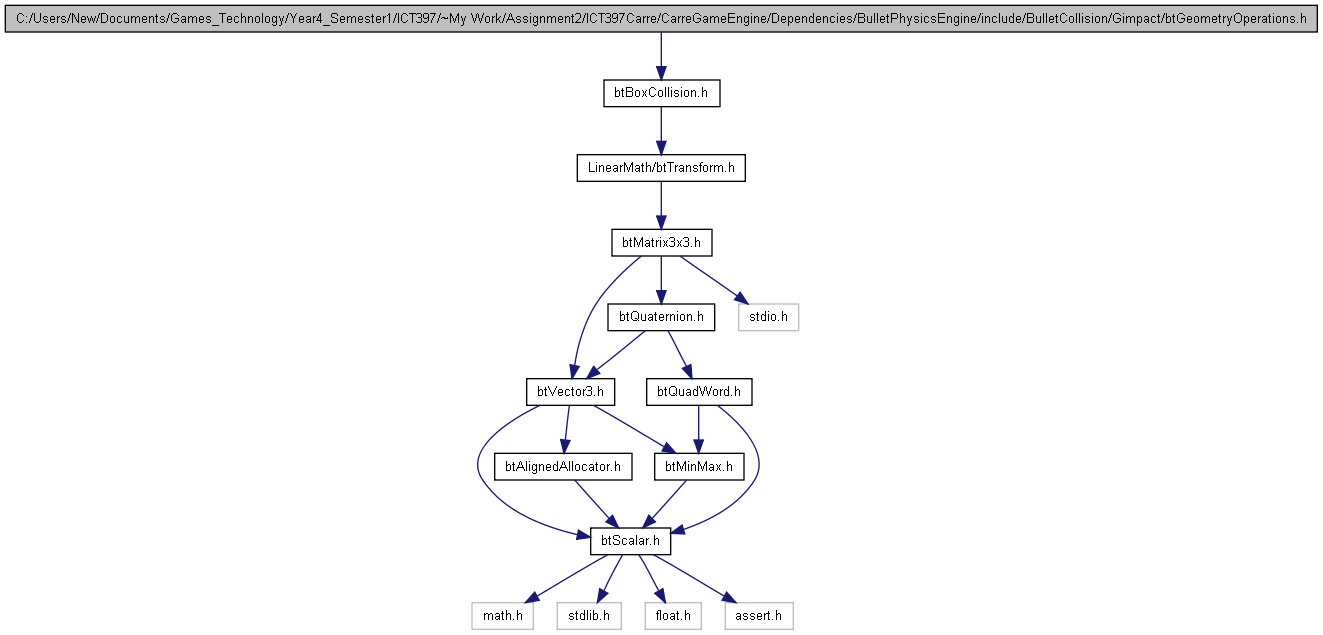 C:/Users/New/Documents/Games_Technology/Year4_Semester1/ICT397/~My Work/Assignment2/ICT397Carre/CarreGameEngine/Dependencies/BulletPhysicsEngine/include/BulletCollision/Gimpact/btGeometryOperations.h
btBoxCollision.h
LinearMath/btTransform.h
btMatrix3x3.h
btQuaternion.h
stdio.h
btVector3.h
btQuadWord.h
btAlignedAllocator.h
btMinMax.h
btScalar.h
math.h
stdlib.h
float.h
assert.h